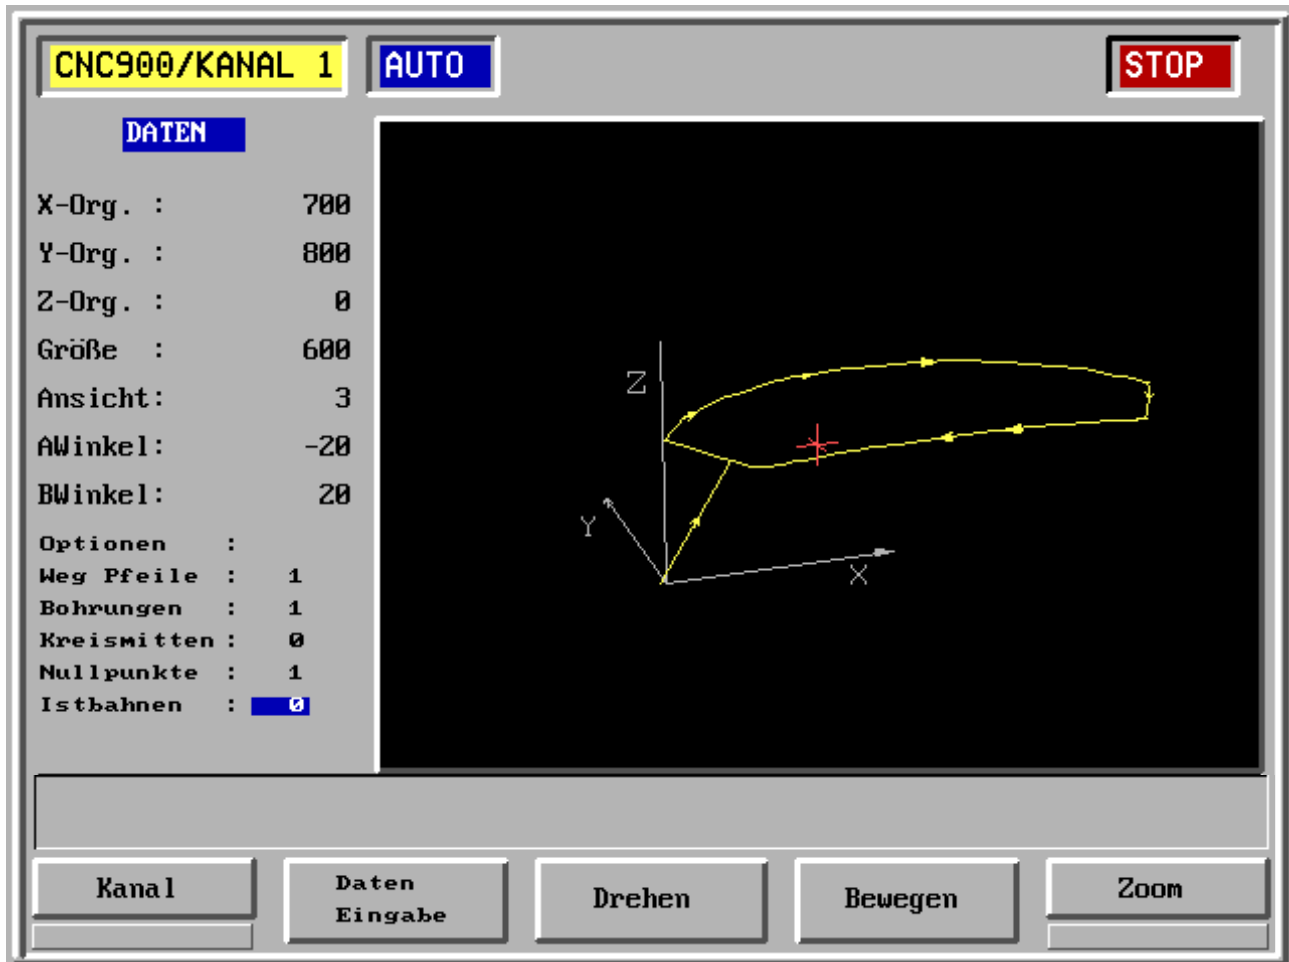 CNC900/KANAL 1 AUTO STOP
DATEN
X-Org. : 700
Y-Org. : 800
Z-Org. : 0
Größe : 600
Ansicht: 3
AWinkel: -20
BWinkel: 20
Optionen :
Weg Pfeile : 1
Bohrungen : 1
Kreismitten : 0
Nullpunkte : 1
Istbahnen : 0
Z
Y
X
Kanal
Daten
Eingabe
Drehen
Bewegen
Zoom